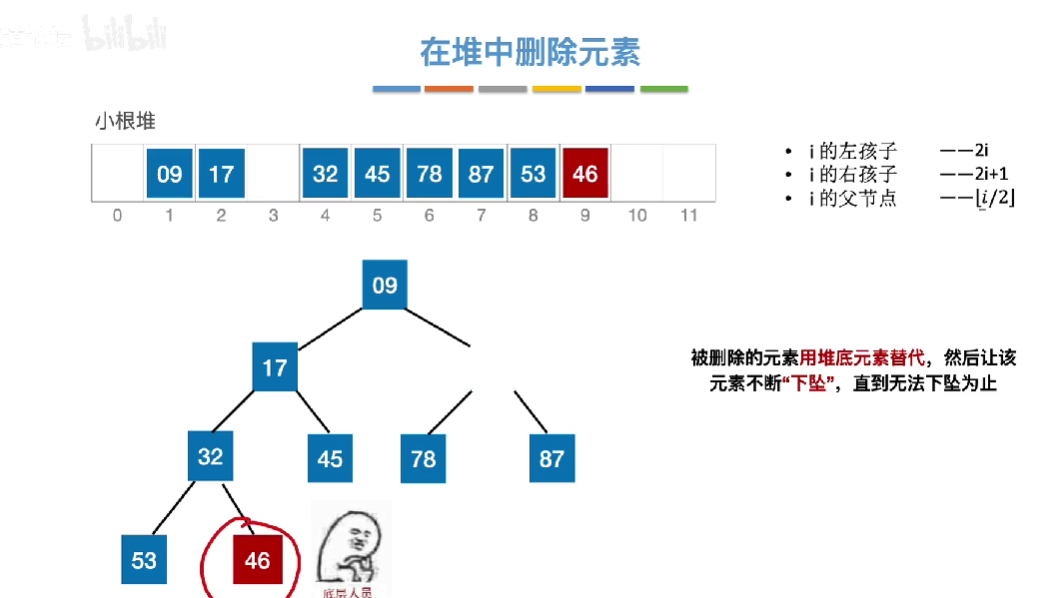 bilibili
在堆中删除元素
小根堆
09 17 32 45 78 87 53 46
0 1 2 3 4 5 6 7 8 9 10 11
• i 的左孩子 ——2i
• i 的右孩子 ——2i+1
• i 的父节点 ——⌊i/2⌋
09
17
被删除的元素用堆底元素替代，然后让该
元素不断“下坠”，直到无法下坠为止
32 45 78 87
53 46
底层人员